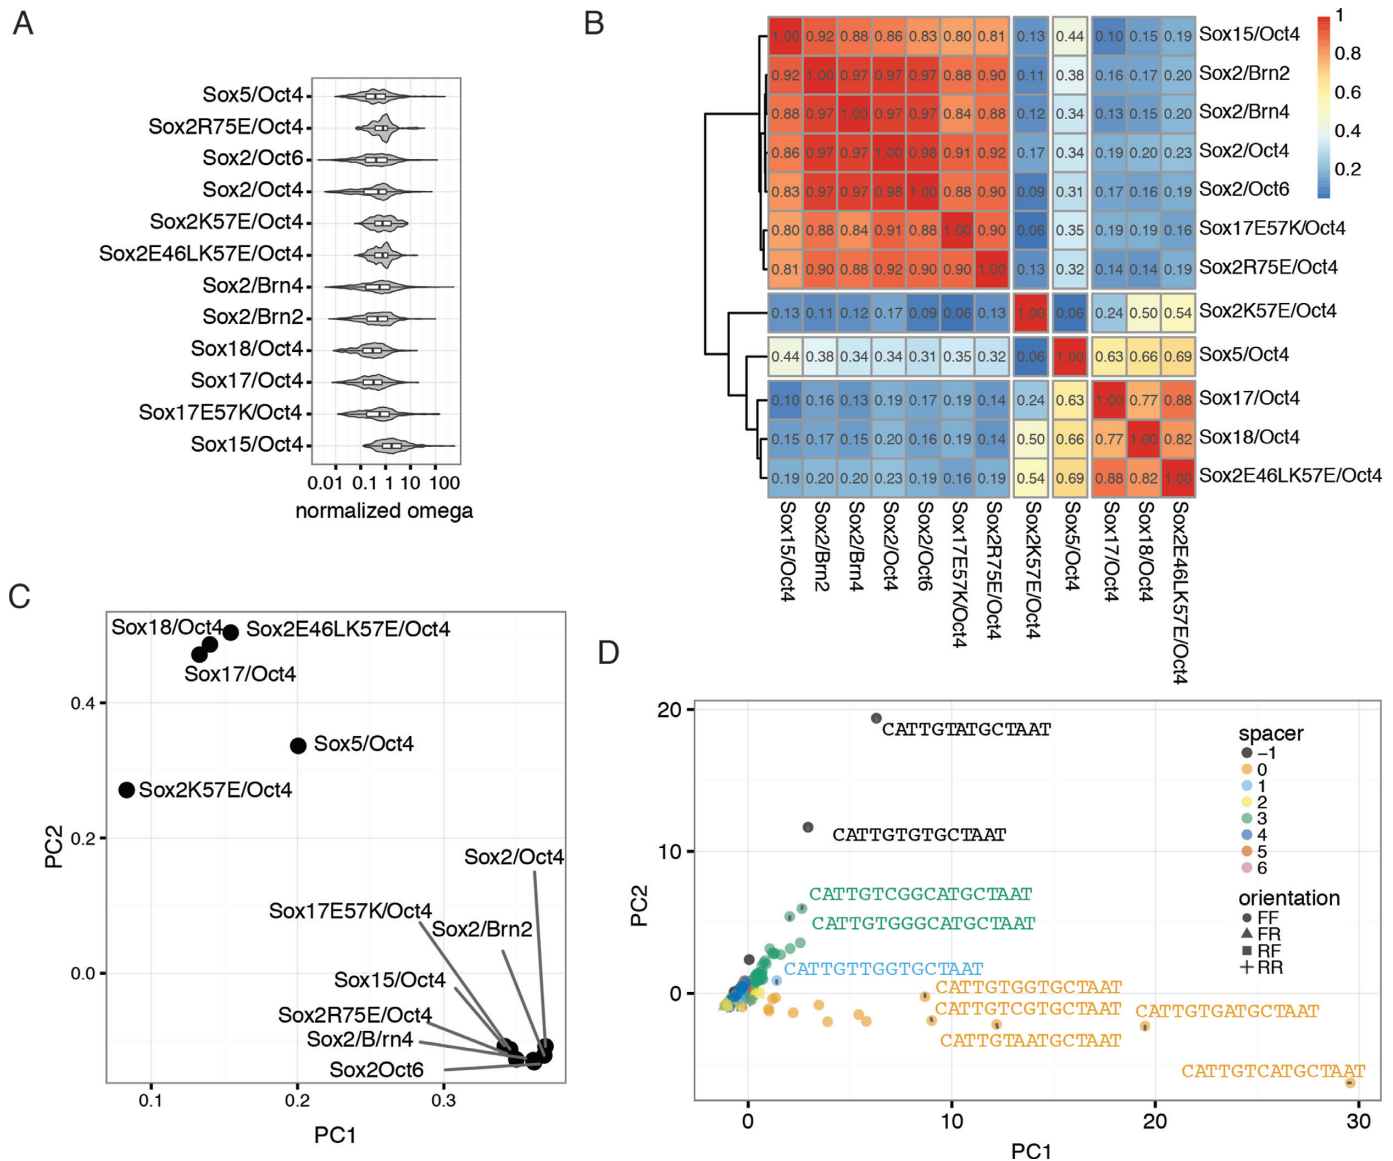 A
Sox5/Oct4
Sox2R75E/Oct4
Sox2/Oct6
Sox2/Oct4
Sox2K57E/Oct4
Sox2E46LK57E/Oct4
Sox2/Brn4
Sox2/Brn2
Sox18/Oct4
Sox17/Oct4
Sox17E57K/Oct4
Sox15/Oct4
0.01 0.1 1 10 100
normalized omega
B
1.00 0.92 0.88 0.86 0.83 0.80 0.81 0.13 0.44 0.10 0.15 0.19 Sox15/Oct4
0.92 1.00 0.97 0.97 0.97 0.88 0.90 0.11 0.38 0.16 0.17 0.20 Sox2/Brn2
0.88 0.97 1.00 0.97 0.97 0.84 0.88 0.12 0.34 0.13 0.15 0.20 Sox2/Brn4
0.86 0.97 0.97 1.00 0.98 0.91 0.92 0.17 0.34 0.19 0.20 0.23 Sox2/Oct4
0.83 0.97 0.97 0.98 1.00 0.88 0.90 0.09 0.31 0.17 0.16 0.19 Sox2/Oct6
0.80 0.88 0.84 0.91 0.88 1.00 0.90 0.06 0.35 0.19 0.19 0.16 Sox17E57K/Oct4
0.81 0.90 0.88 0.92 0.90 0.90 1.00 0.13 0.32 0.14 0.14 0.19 Sox2R75E/Oct4
0.13 0.11 0.12 0.17 0.09 0.06 0.13 1.00 0.06 0.24 0.50 0.54 Sox2K57E/Oct4
0.44 0.38 0.34 0.34 0.31 0.35 0.32 0.06 1.00 0.63 0.66 0.69 Sox5/Oct4
0.10 0.16 0.13 0.19 0.17 0.19 0.14 0.24 0.63 1.00 0.77 0.88 Sox17/Oct4
0.15 0.17 0.15 0.20 0.16 0.19 0.14 0.50 0.66 0.77 1.00 0.82 Sox18/Oct4
0.19 0.20 0.20 0.23 0.19 0.16 0.19 0.54 0.69 0.88 0.82 1.00 Sox2E46LK57E/Oct4
Sox15/Oct4
Sox2/Brn2
Sox2/Brn4
Sox2/Oct4
Sox2/Oct6
Sox17E57K/Oct4
Sox2R75E/Oct4
Sox2K57E/Oct4
Sox5/Oct4
Sox17/Oct4
Sox18/Oct4
Sox2E46LK57E/Oct4
1
0.8
0.6
0.4
0.2
C
Sox18/Oct4
Sox2E46LK57E/Oct4
Sox17/Oct4
Sox5/Oct4
Sox2K57E/Oct4
Sox2/Oct4
Sox17E57K/Oct4
Sox2/Brn2
Sox15/Oct4
Sox2R75E/Oct4
Sox2/B/rn4
Sox2Oct6
0.4
0.2
0.0
PC2
0.1 0.2 0.3
PC1
D
20
10
0
PC2
CATTGTATGCTAAT
CATTGTGTGCTAAT
CATTGTCGGCATGCTAAT
CATTGTGGGCATGCTAAT
CATTGTTGGTGCTAAT
CATTGTGGTGCTAAT
CATTGTCGTGCTAAT
CATTGTGATGCTAAT
CATTGTAATGCTAAT
CATTGTCATGCTAAT
spacer
−1
0
1
2
3
4
5
6
orientation
FF
FR
RF
RR
0 10 20 30
PC1